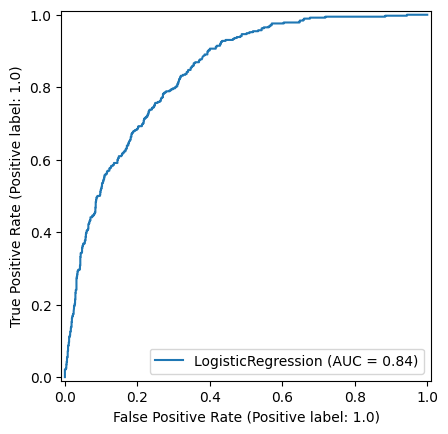 1.0
0.8
0.6
0.4
0.2
0.0
True Positive Rate (Positive label: 1.0)
LogisticRegression (AUC = 0.84)
0.0 0.2 0.4 0.6 0.8 1.0
False Positive Rate (Positive label: 1.0)